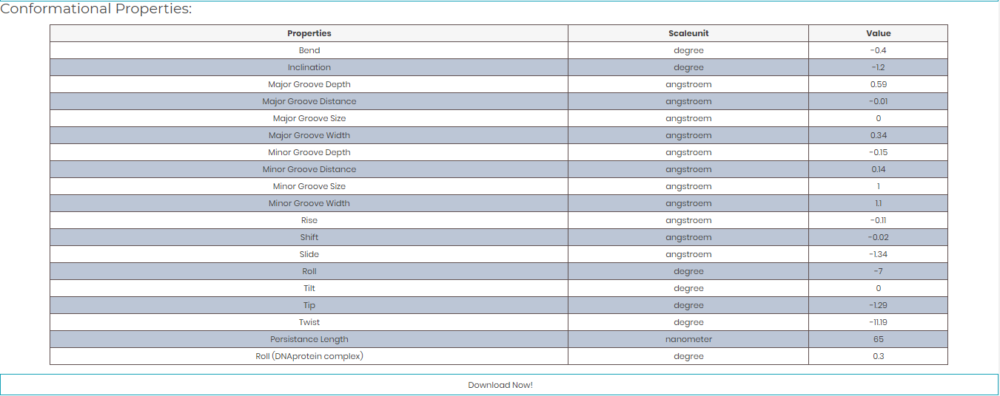 Conformational Properties:
Properties Scaleunit Value
Bend degree -0.4
Inclination degree -1.2
Major Groove Depth angstroem 0.59
Major Groove Distance angstroem -0.01
Major Groove Size angstroem 0
Major Groove Width angstroem 0.34
Minor Groove Depth angstroem -0.15
Minor Groove Distance angstroem 0.14
Minor Groove Size angstroem 1
Minor Groove Width angstroem 1.1
Rise angstroem -0.11
Shift angstroem -0.02
Slide angstroem -1.34
Roll degree -7
Tilt degree 0
Tip degree -1.29
Twist degree -11.19
Persistance Length nanometer 65
Roll (DNAprotein complex) degree 0.3
Download Now!